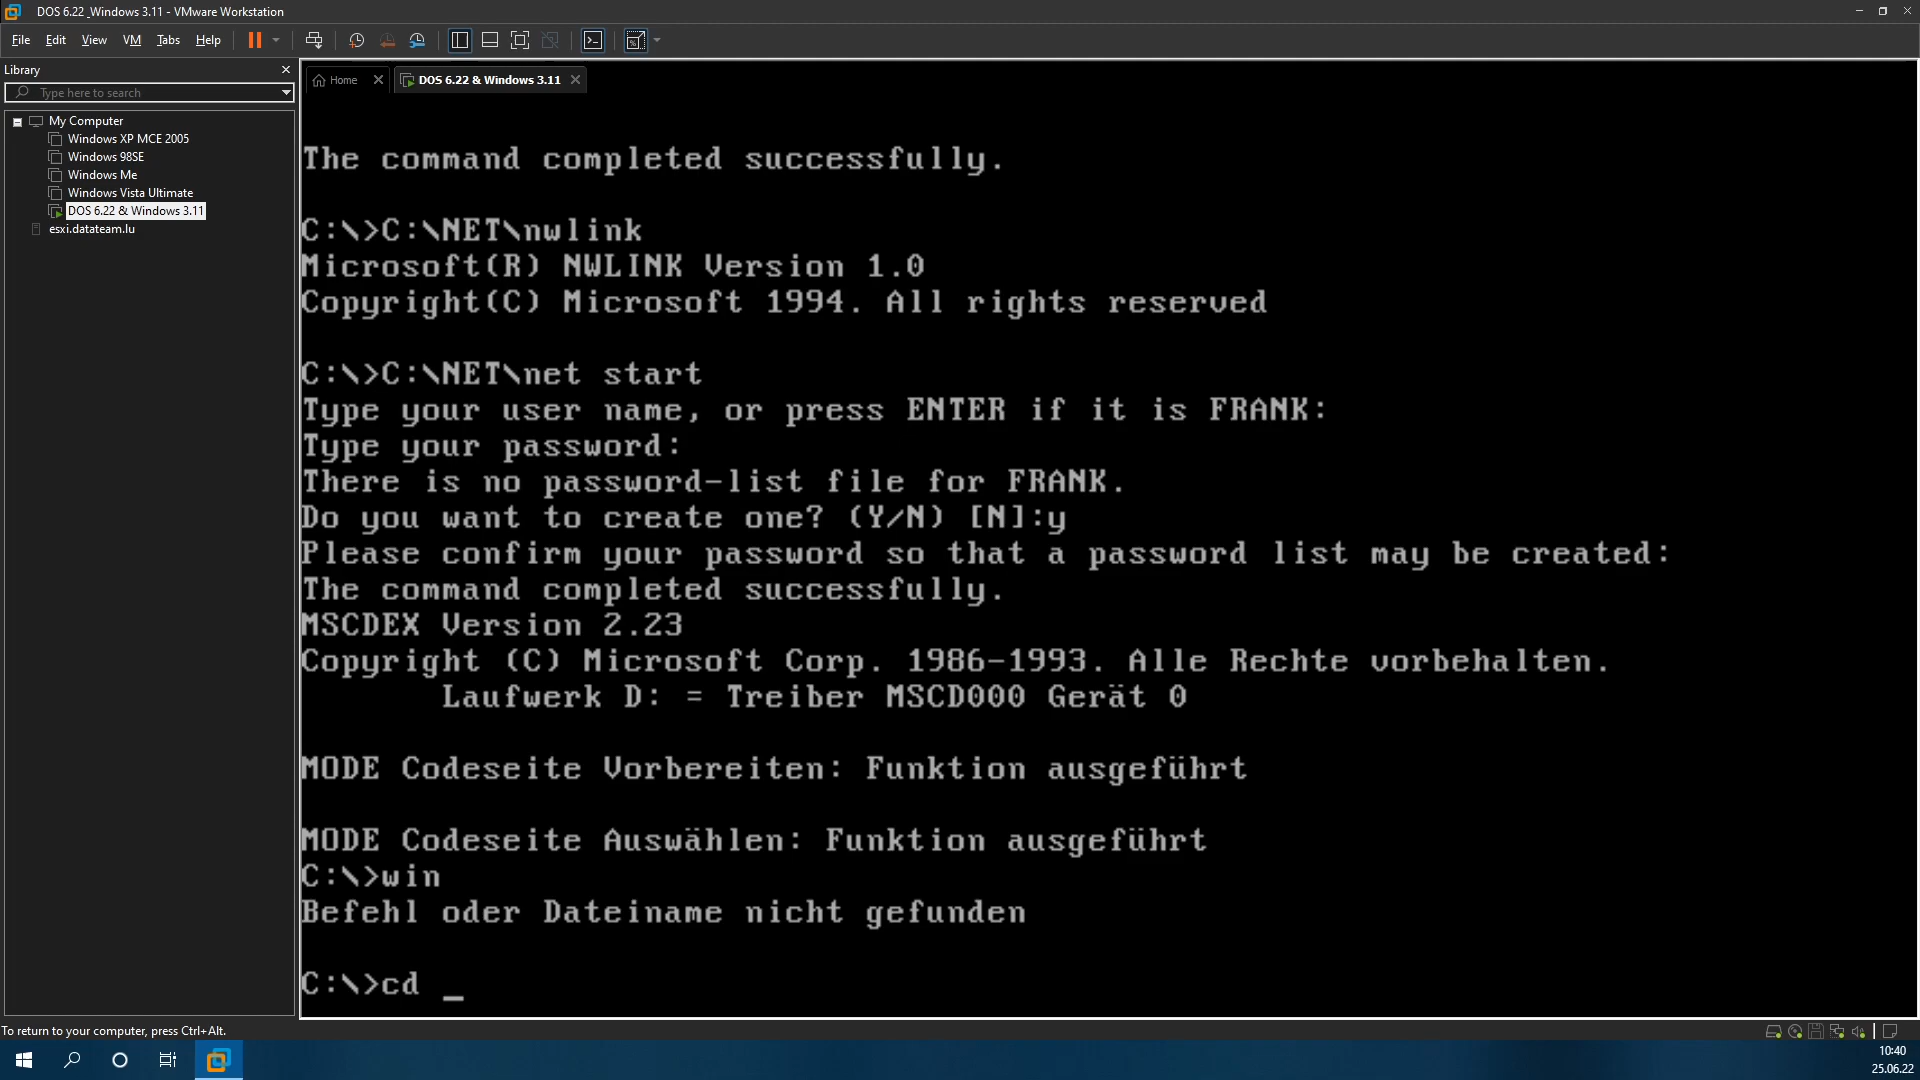 DOS 6.22 _Windows 3.11 - VMware Workstation
File Edit View VM Tabs Help
Library
Type here to search
My Computer
Windows XP MCE 2005
Windows 98SE
Windows Me
Windows Vista Ultimate
DOS 6.22 & Windows 3.11
esxi.datateam.lu
Home
DOS 6.22 & Windows 3.11
The command completed successfully.
C:\>C:\NET\nwlink
Microsoft(R) NWLINK Version 1.0
Copyright(C) Microsoft 1994. All rights reserved
C:\>C:\NET\net start
Type your user name, or press ENTER if it is FRANK:
Type your password:
There is no password-list file for FRANK.
Do you want to create one? (Y/N) [N]:y
Please confirm your password so that a password list may be created:
The command completed successfully.
MSCDEX Version 2.23
Copyright (C) Microsoft Corp. 1986-1993. Alle Rechte vorbehalten.
Laufwerk D: = Treiber MSCD000 Gerät 0
MODE Codeseite Vorbereiten: Funktion ausgeführt
MODE Codeseite Auswählen: Funktion ausgeführt
C:\>win
Befehl oder Dateiname nicht gefunden
C:\>cd _
To return to your computer, press Ctrl+Alt.
10:40
25.06.22